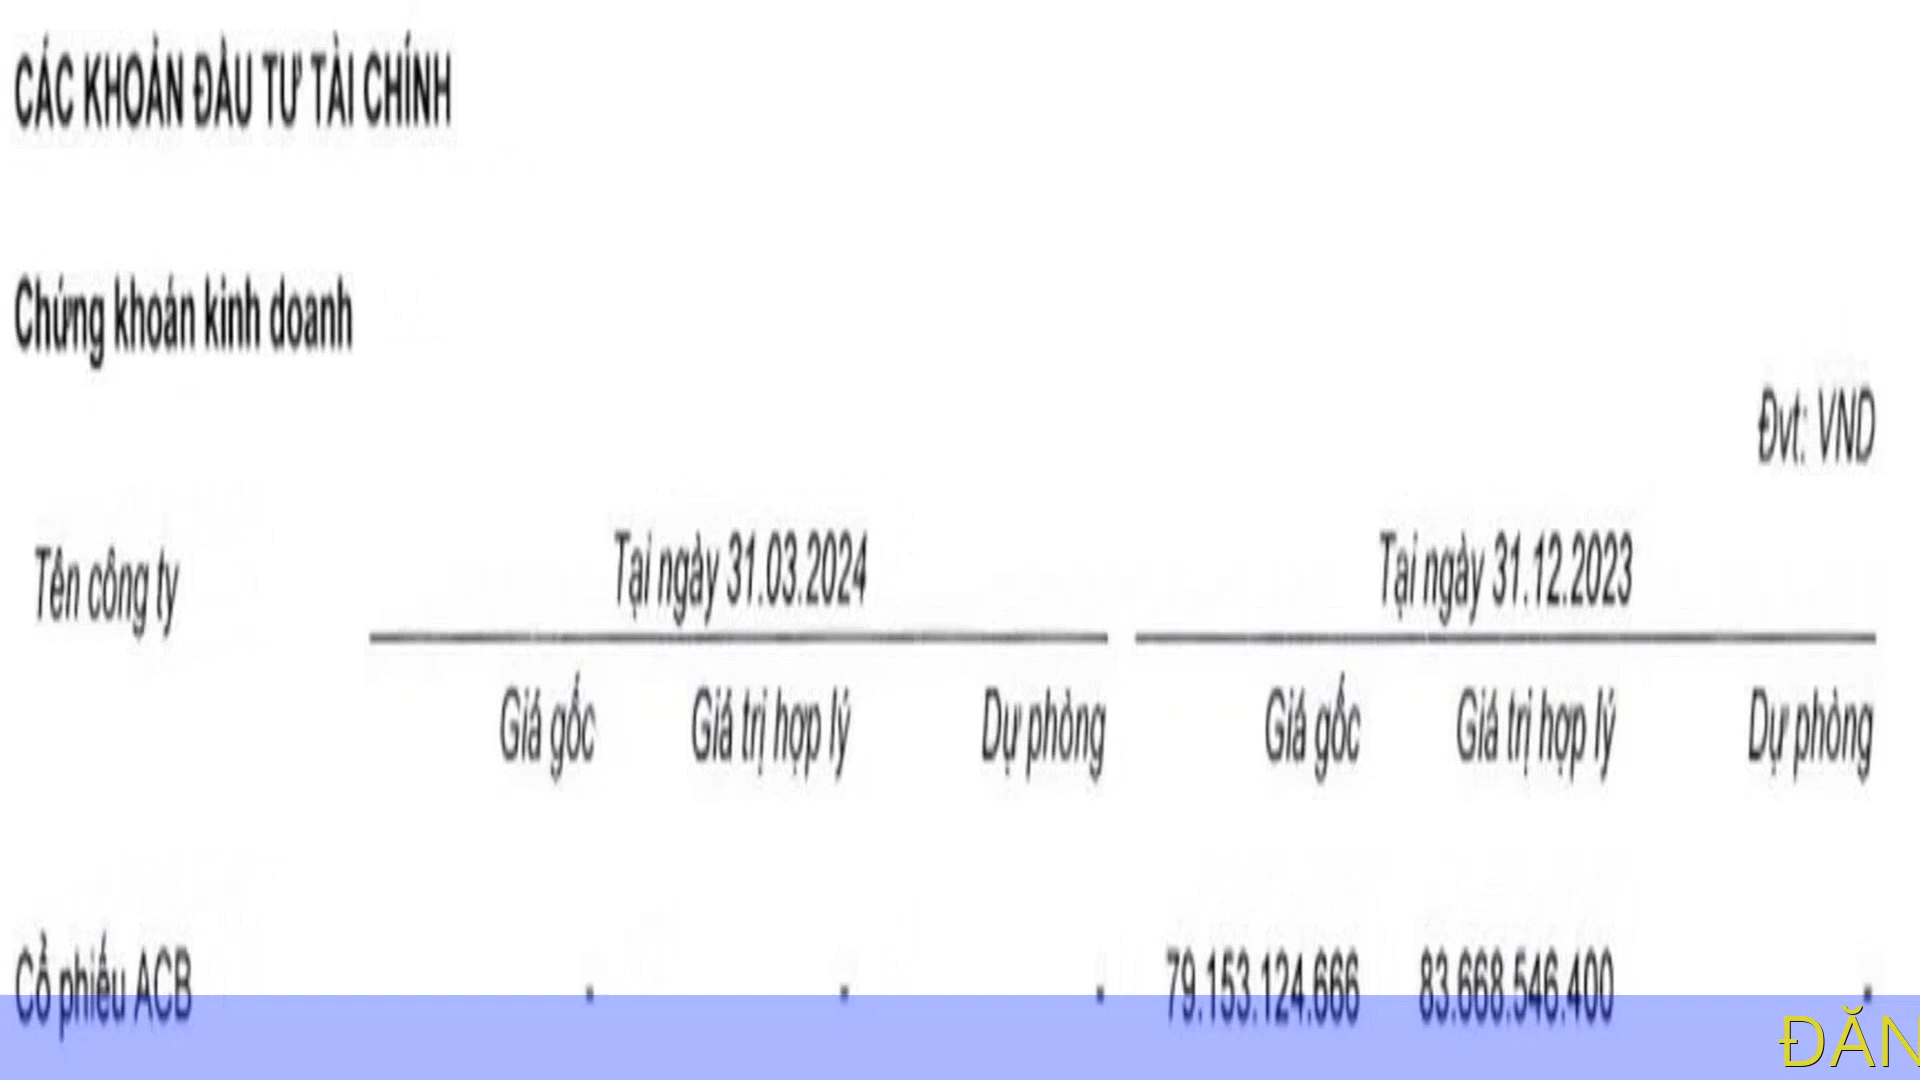 CÁC KHOẢN ĐẦU TƯ TÀI CHÍNH
Chứng khoán kinh doanh
Đvt: VND
Tên công ty Tại ngày 31.03.2024 Tại ngày 31.12.2023
Giá gốc Giá trị hợp lý Dự phòng Giá gốc Giá trị hợp lý Dự phòng
Cổ phiếu ACB - - - 79.153.124.666 83.668.546.400 -
ĐĂN